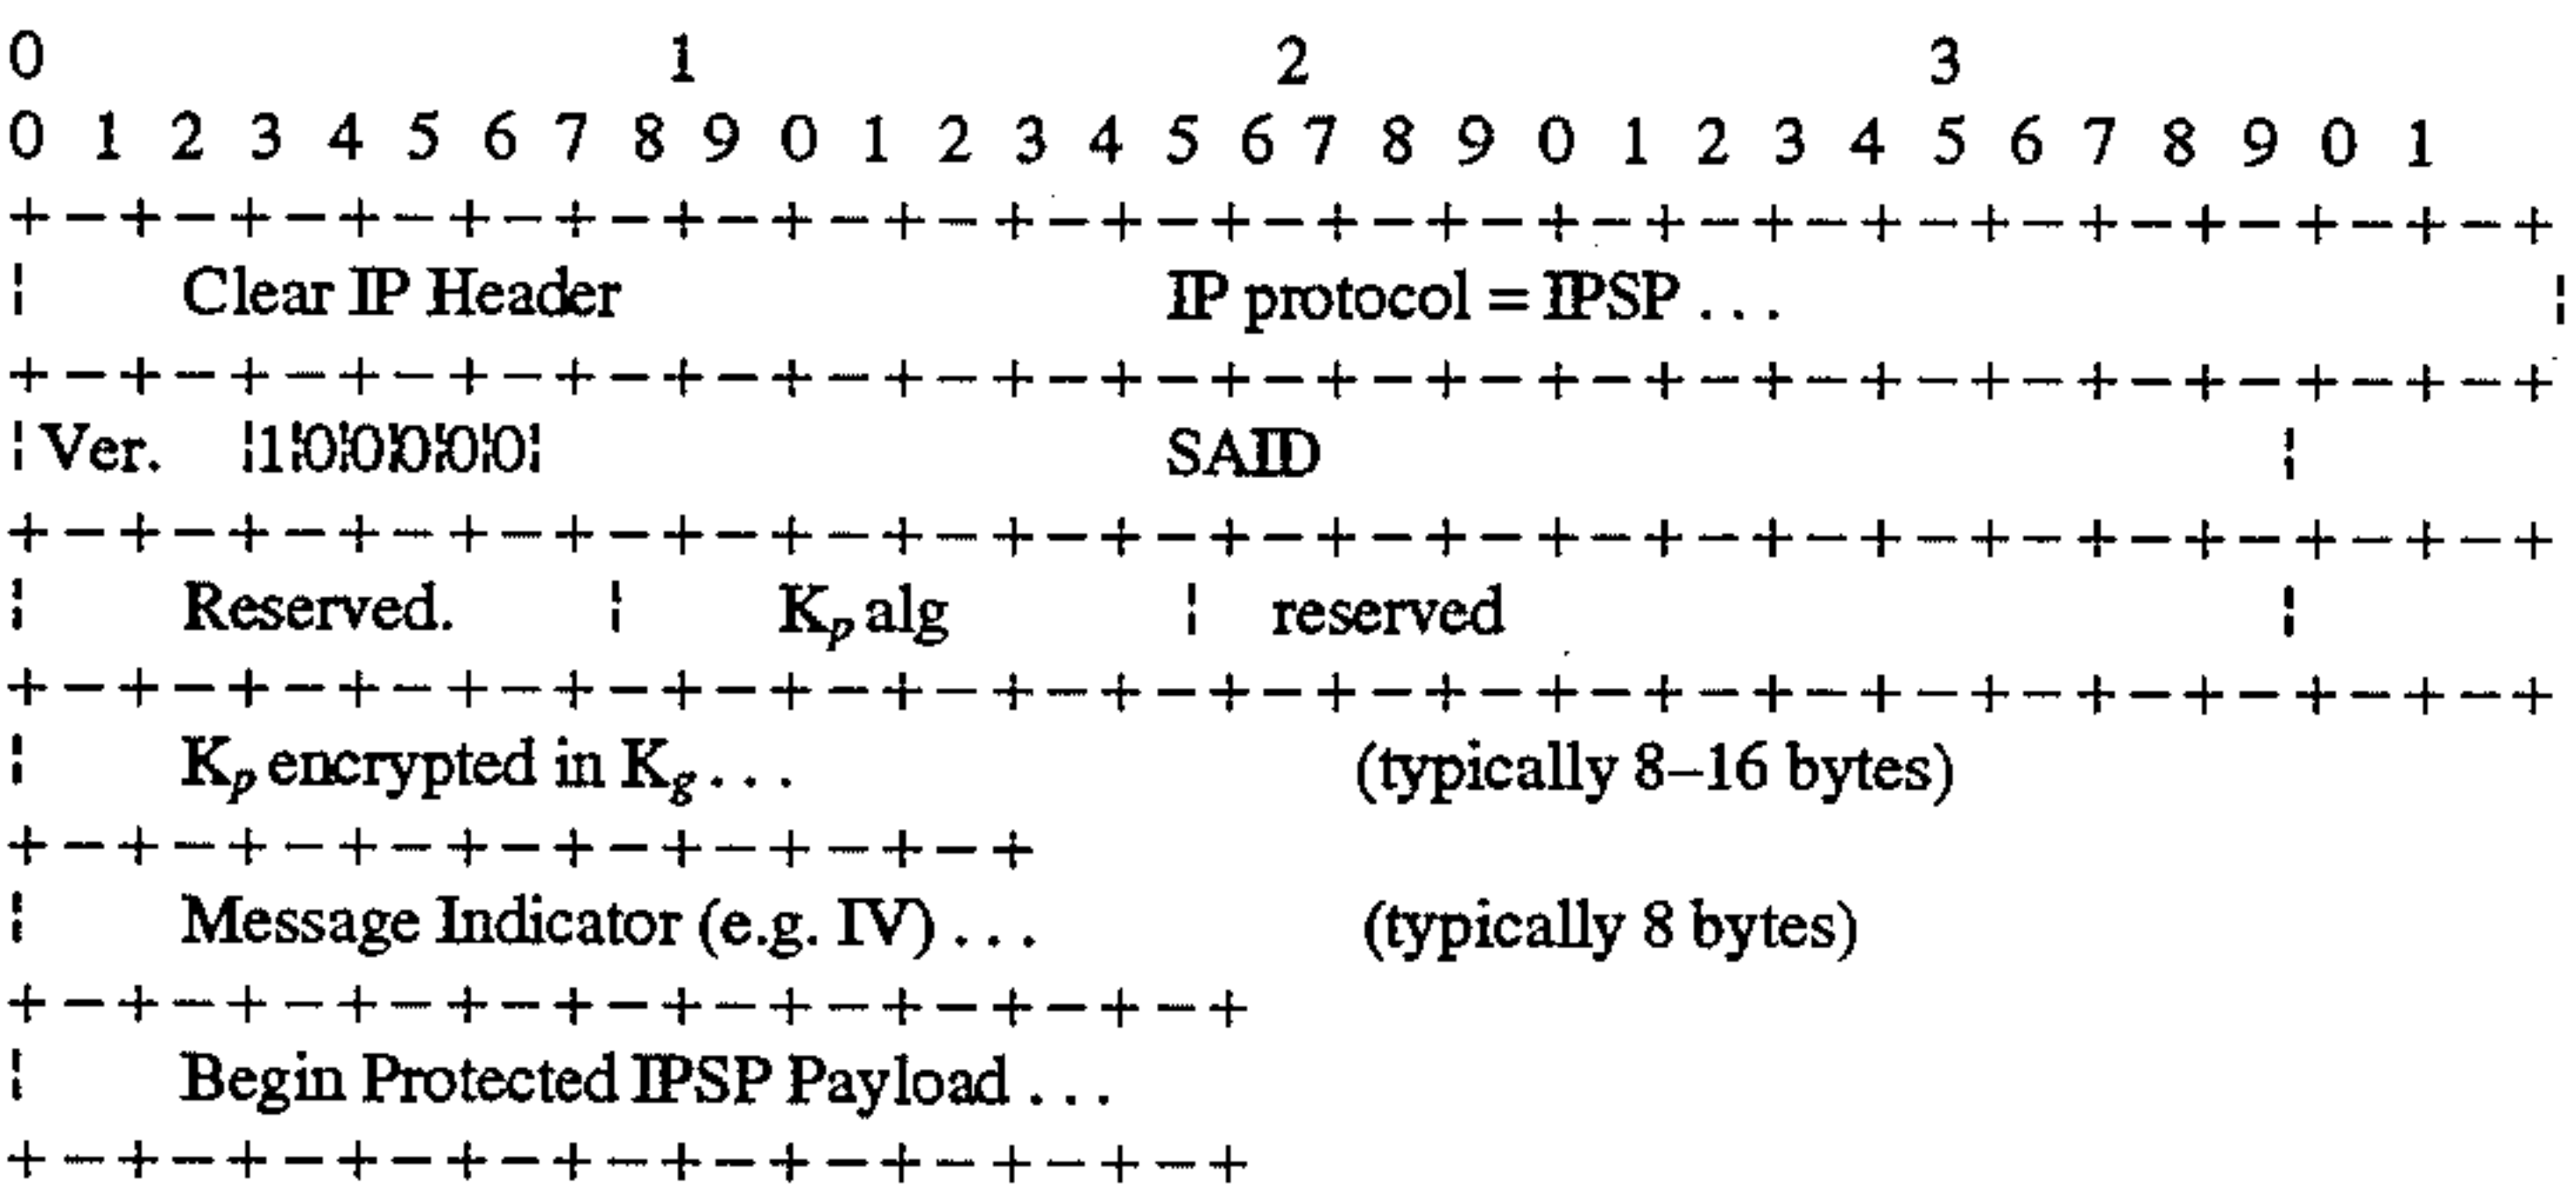 0 1 2 3
0 1 2 3 4 5 6 7 8 9 0 1 2 3 4 5 6 7 8 9 0 1 2 3 4 5 6 7 8 9 0 1
+-+-+-+-+-+-+-+-+-+-+-+-+-+-+-+-+-+-+-+-+-+-+-+
¦ Clear IP Header IP protocol = IPSP . . . ¦
+-+-+-+-+-+-+-+-+-+-+-+-+-+-+-+-+-+-+-+-+-+-+-+
¦ Ver. ¦1¦0¦0¦0¦0¦0¦ SAID ¦
+-+-+-+-+-+-+-+-+-+-+-+-+-+-+-+-+-+-+-+-+-+-+-+
¦ Reserved. ¦ Kp alg ¦ reserved ¦
+-+-+-+-+-+-+-+-+-+-+-+-+-+-+-+-+-+-+-+-+-+-+-+
¦ Kp encrypted in Kg . . . (typically 8–16 bytes)
+-+-+-+-+-+-+-+-+-+
¦ Message Indicator (e.g. IV) . . . (typically 8 bytes)
+-+-+-+-+-+-+-+-+-+-+-+
¦ Begin Protected IPSP Payload . . .
+-+-+-+-+-+-+-+-+-+-+-+